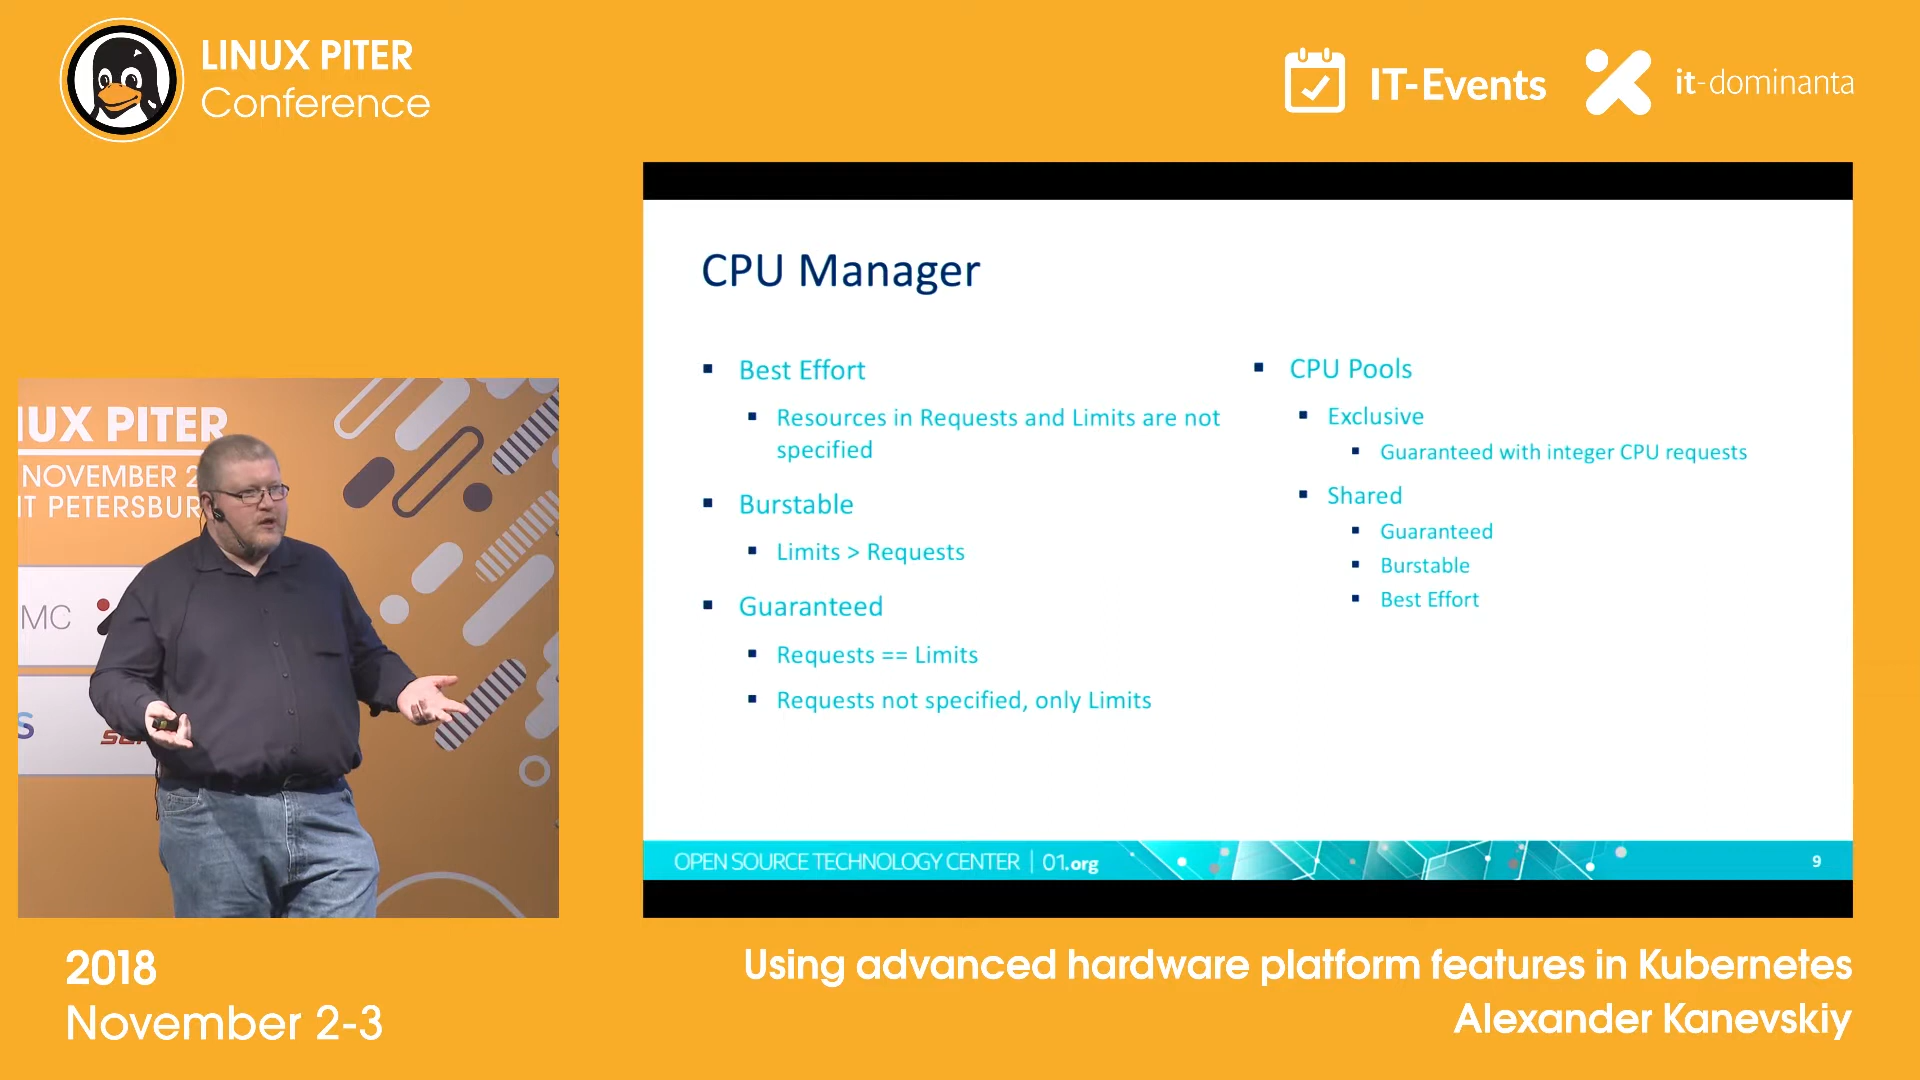 LINUX PITER
Conference
IT-Events
it-dominanta
CPU Manager
Best Effort
Resources in Requests and Limits are not
specified
Burstable
Limits > Requests
Guaranteed
Requests == Limits
Requests not specified, only Limits
CPU Pools
Exclusive
Guaranteed with integer CPU requests
Shared
Guaranteed
Burstable
Best Effort
OPEN SOURCE TECHNOLOGY CENTER | 01.org
9
PITER
NOVEMBER 2
MC
2018
November 2-3
Using advanced hardware platform features in Kubernetes
Alexander Kanevskiy